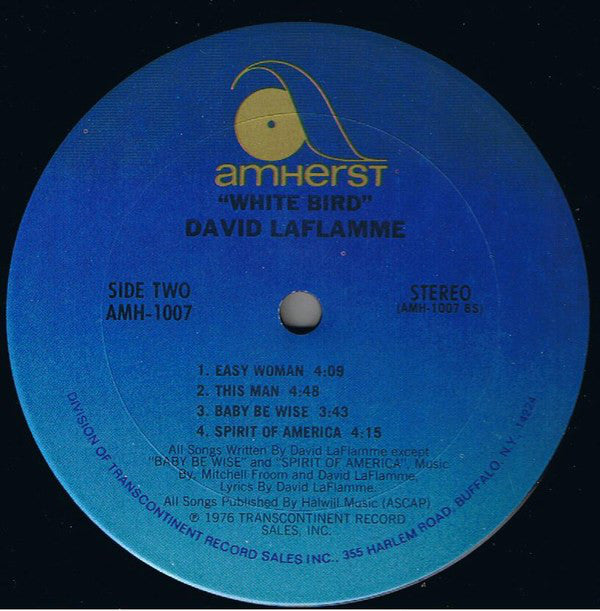 amHerST
"WHITE BIRD"
DAVID LAFLAMME
SIDE TWO
AMH-1007
STEREO
(AMH-1007 BS)
1. EASY WOMAN 4:09
2. THIS MAN 4:48
3. BABY BE WISE 3:43
4. SPIRIT OF AMERICA 4:15
All Songs Written By David LaFlamme except
"BABY BE WISE" and "SPIRIT OF AMERICA", Music
By, Mitchell Froom and David LaFlamme.
Lyrics By David LaFlamme.
All Songs Published By Halwill Music (ASCAP)
℗ 1976 TRANSCONTINENT RECORD
SALES, INC.
DIVISION OF TRANSCONTINENT RECORD SALES INC., 355 HARLEM ROAD, BUFFALO, N.Y. 14224